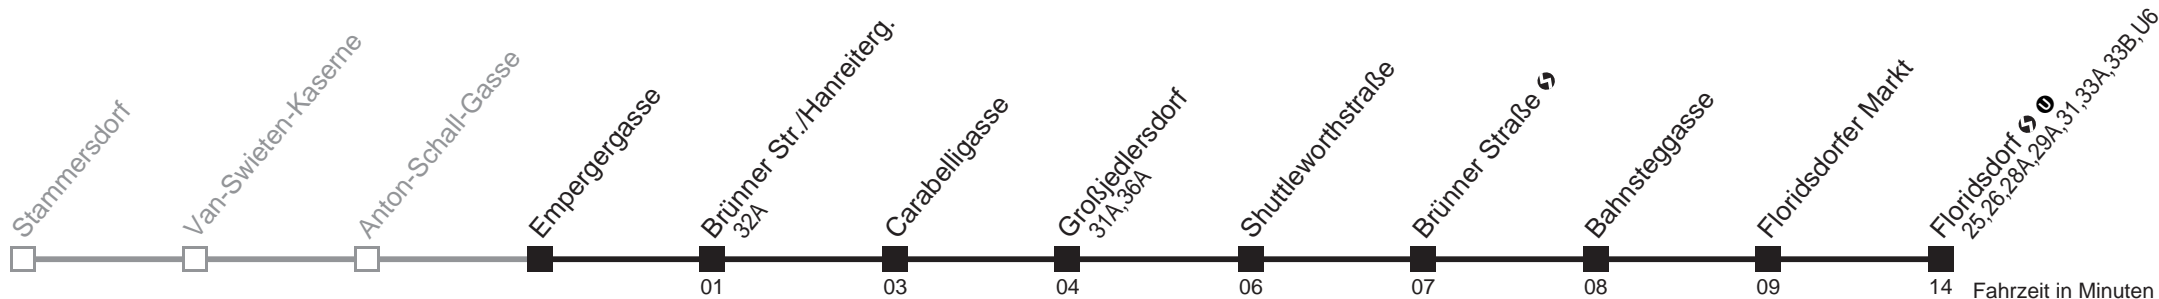 Stammersdorf
Van-Swieten-Kaserne
Anton-Schall-Gasse
Empergergasse
Brünner Str./Hanreiterg.
32A
Carabelligasse
Großjedlersdorf
31A,36A
Shuttleworthstraße
Brünner Straße
Bahnsteggasse
Floridsdorfer Markt
Floridsdorf U
25,26,28A,29A,31,33A,33B,U6
01 03 04 06 07 08 09 14 Fahrzeit in Minuten